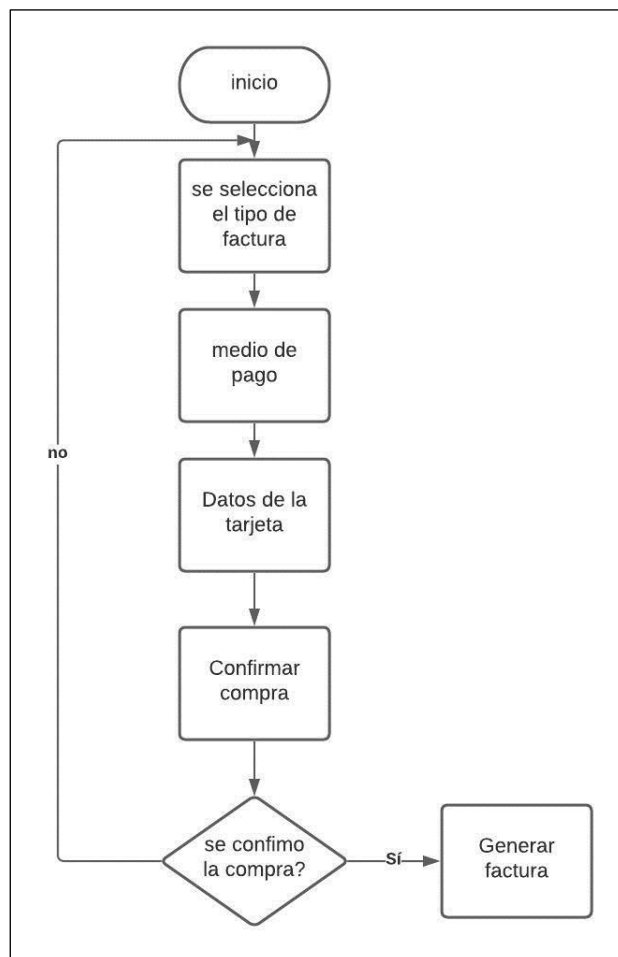 inicio
se selecciona
el tipo de
factura
medio de
pago
no
Datos de la
tarjeta
Confirmar
compra
se confimo
la compra?
Sí
Generar
factura